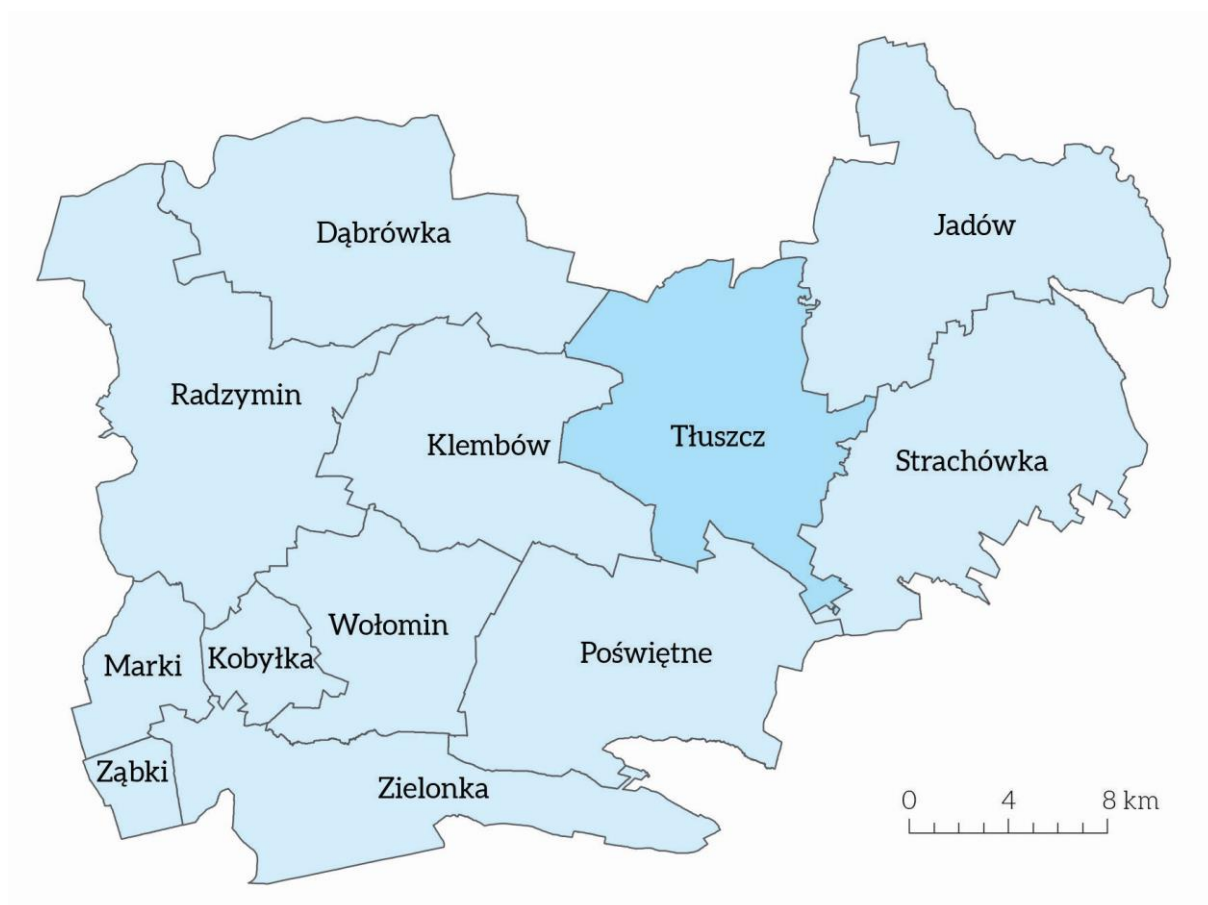 Jadów
Dąbrówka
Radzymin
Klembów
Tłuszcz
Strachówka
Wołomin
Poświętne
Marki
Kobyłka
Ząbki
Zielonka
0 4 8 km